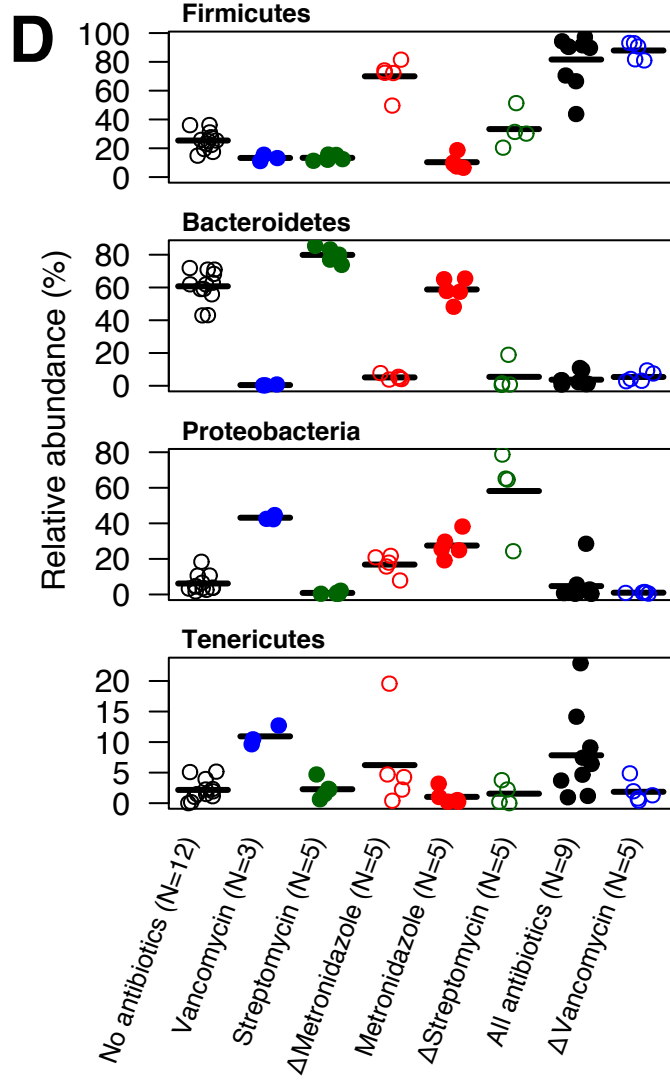 D
Firmicutes
100
80
60
40
20
0
Bacteroidetes
80
60
40
20
0
Relative abundance (%)
Proteobacteria
80
60
40
20
0
Tenericutes
20
15
10
5
0
No antibiotics (N=12)
Vancomycin (N=3)
Streptomycin (N=5)
ΔMetronidazole (N=5)
Metronidazole (N=5)
ΔStreptomycin (N=5)
All antibiotics (N=9)
ΔVancomycin (N=5)